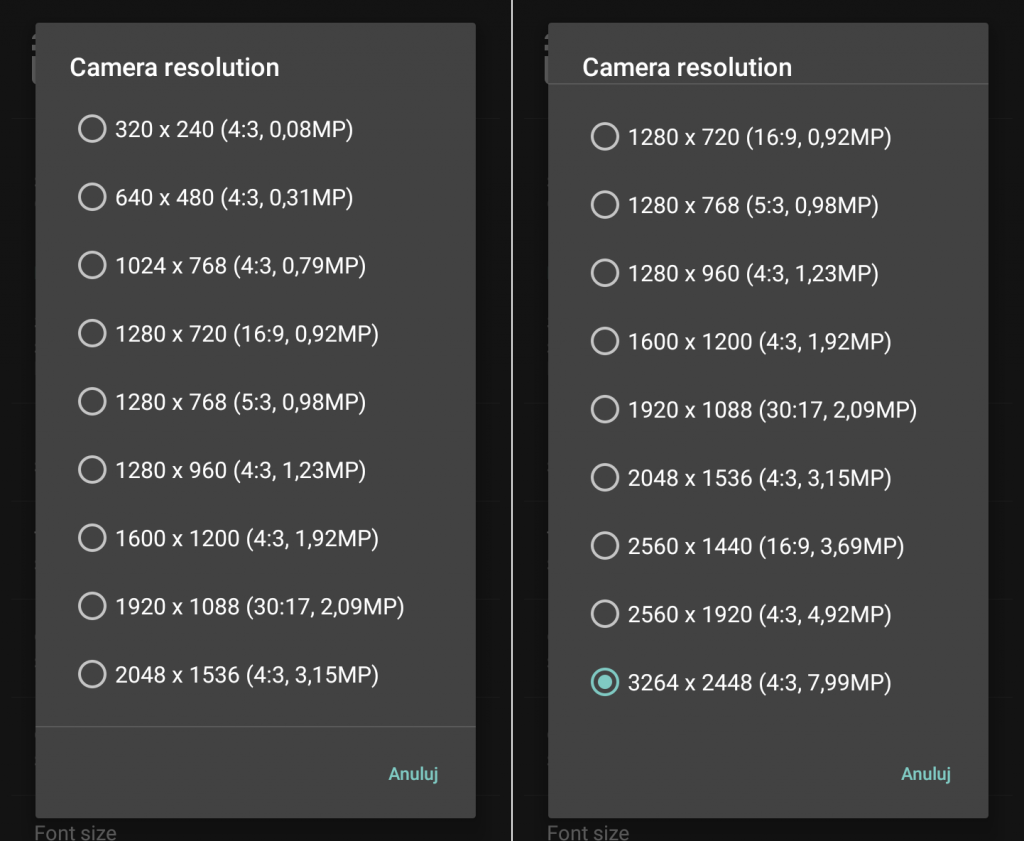 Camera resolution
320 x 240 (4:3, 0,08MP)
640 x 480 (4:3, 0,31MP)
1024 x 768 (4:3, 0,79MP)
1280 x 720 (16:9, 0,92MP)
1280 x 768 (5:3, 0,98MP)
1280 x 960 (4:3, 1,23MP)
1600 x 1200 (4:3, 1,92MP)
1920 x 1088 (30:17, 2,09MP)
2048 x 1536 (4:3, 3,15MP)
Anuluj
Font size
Camera resolution
1280 x 720 (16:9, 0,92MP)
1280 x 768 (5:3, 0,98MP)
1280 x 960 (4:3, 1,23MP)
1600 x 1200 (4:3, 1,92MP)
1920 x 1088 (30:17, 2,09MP)
2048 x 1536 (4:3, 3,15MP)
2560 x 1440 (16:9, 3,69MP)
2560 x 1920 (4:3, 4,92MP)
3264 x 2448 (4:3, 7,99MP)
Anuluj
Font size